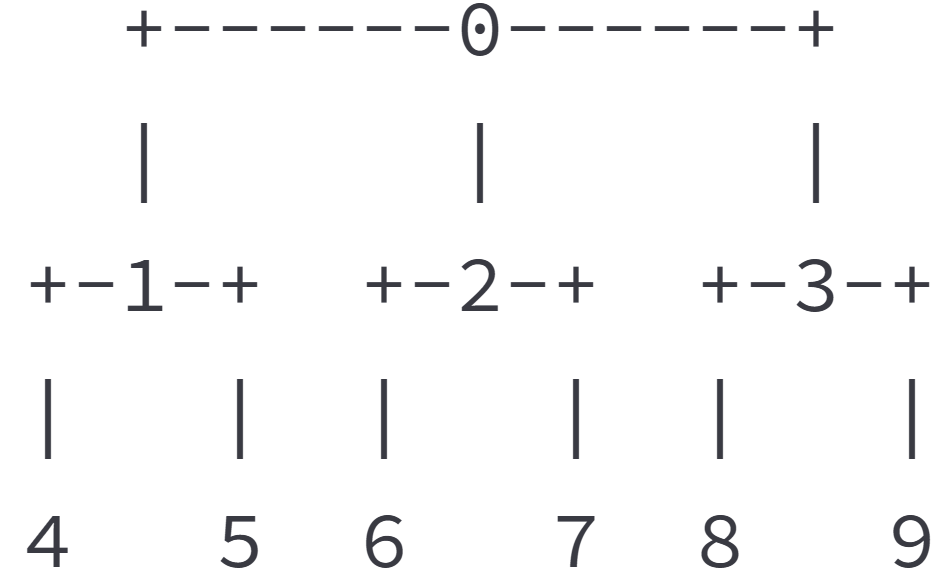 +------0------+
  |      |      |
+-1-+  +-2-+  +-3-+
|   |  |   |  |   |
4   5  6   7  8   9